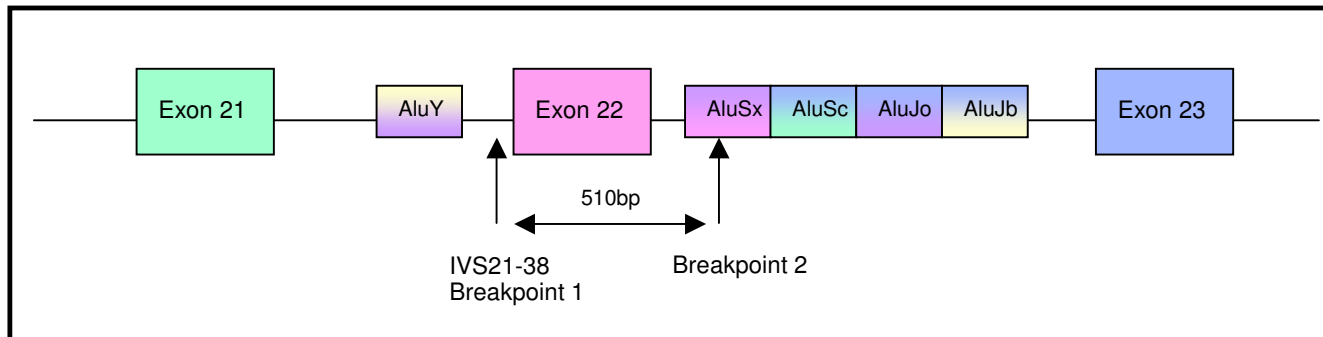 Exon 21
AluY
Exon 22
AluSx
AluSc
AluJo
AluJb
Exon 23
510bp
IVS21-38
Breakpoint 1
Breakpoint 2